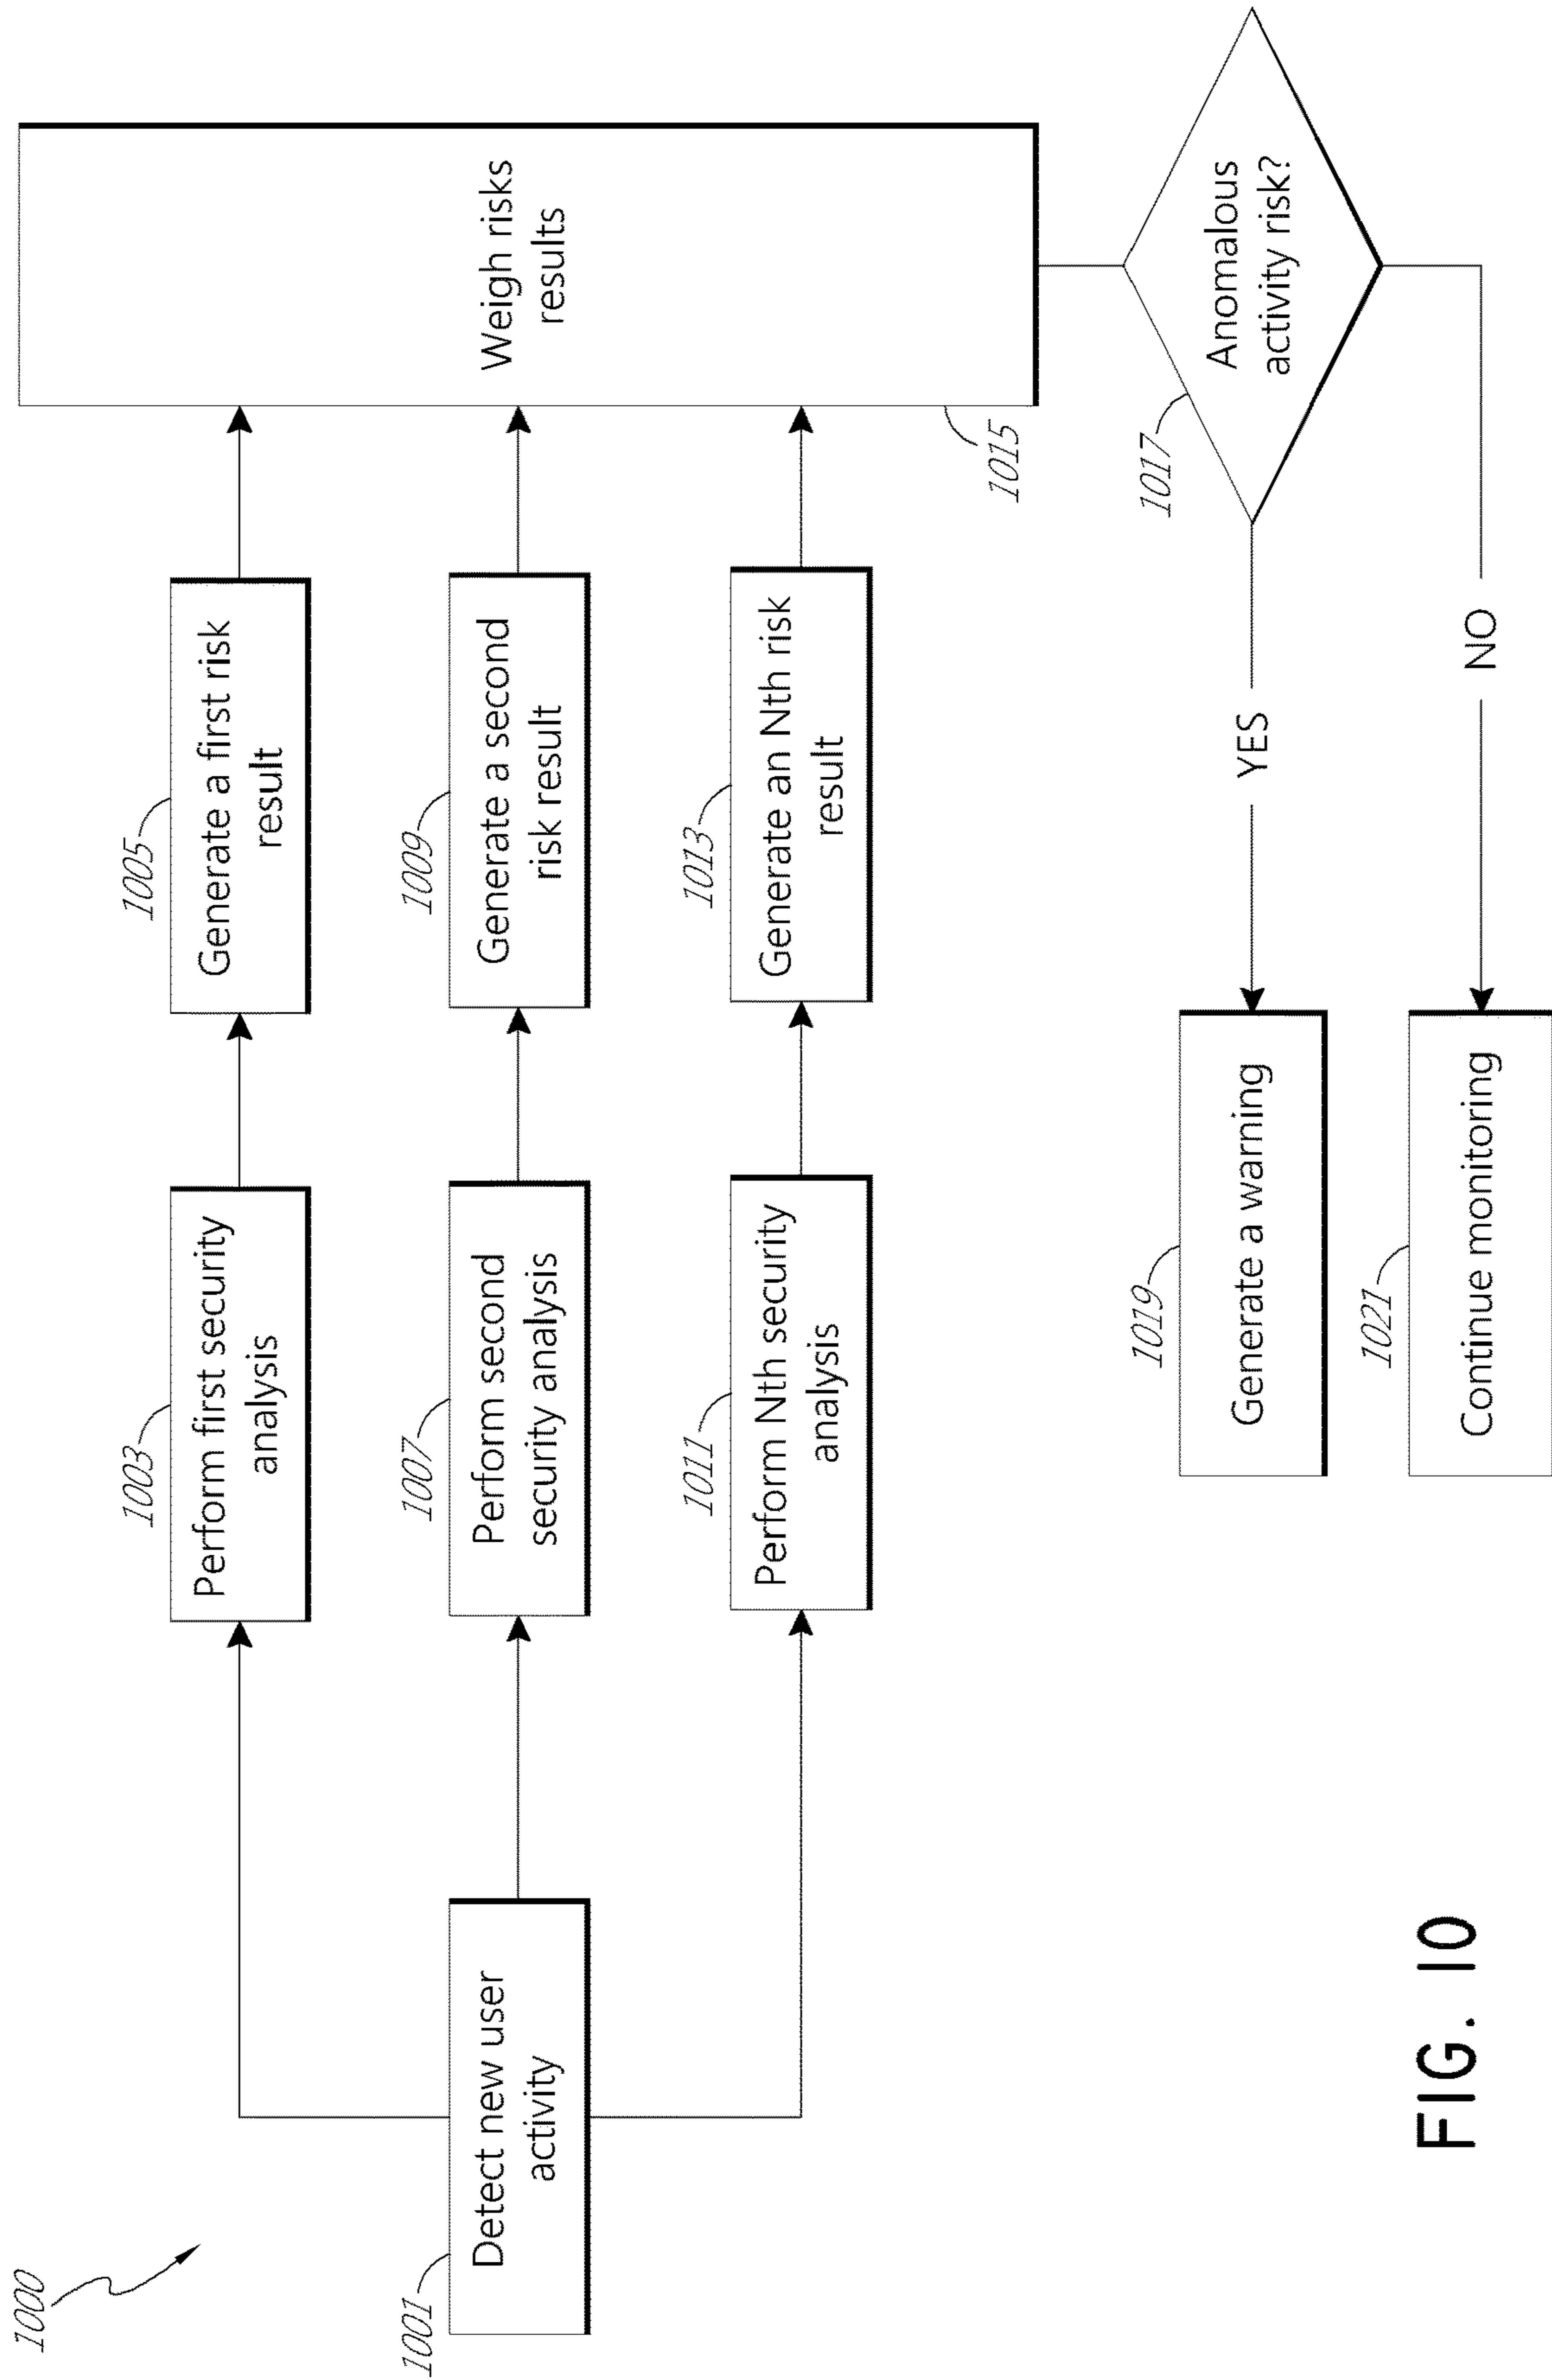 1000
1001
Detect new user
activity
1003
Perform first security
analysis
1005
Generate a first risk
result
1007
Perform second
security analysis
1009
Generate a second
risk result
1011
Perform Nth security
analysis
1013
Generate an Nth risk
result
Weigh risks
results
1015
1017
Anomalous
activity risk?
YES
NO
1019
Generate a warning
1021
Continue monitoring
FIG. 10